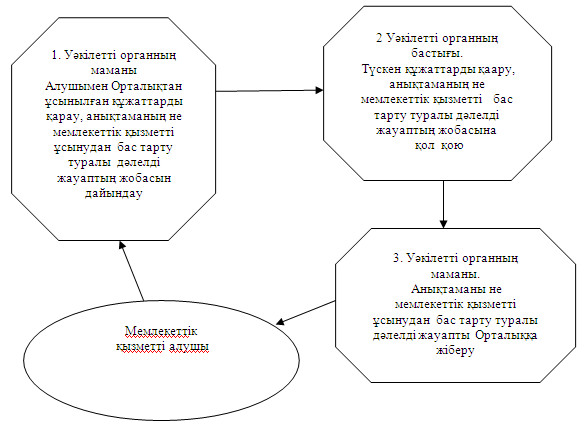 1. Уәкілетті органның
маманы
Алушымен Орталықтан
ұсынылған құжаттарды
қарау, анықтаманың не
мемлекеттік қызметті
ұсынудан бас тарту
туралы дәлелді
жауаптың жобасын
дайындау
2 Уәкілетті органның
бастығы.
Түскен құжаттарды қаару,
анықтаманың не
мемлекеттік қызметті бас
тарту туралы дәлелді
жауаптың жобасына
қол қою
3. Уәкілетті органның
маманы.
Анықтаманы не
мемлекеттік қызметті
ұсынудан бас тарту туралы
дәлелді жауапты Орталыққа
жіберу
Мемлекеттік
қызметті алушы